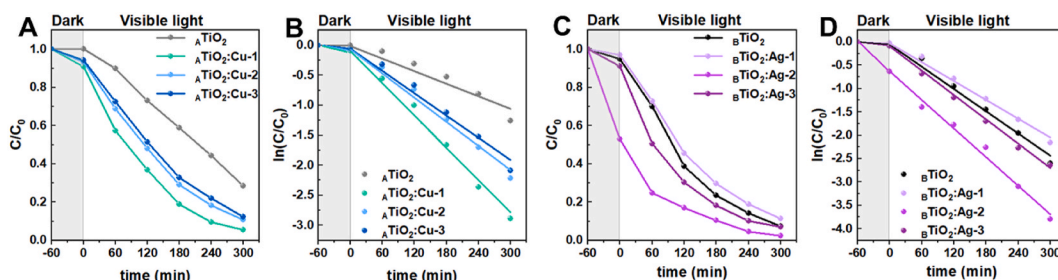 A
Dark Visible light
ATiO2
ATiO2:Cu-1
ATiO2:Cu-2
ATiO2:Cu-3
C/C0
1.0
0.8
0.6
0.4
0.2
0.0
-60 0 60 120 180 240 300
time (min)
B
Dark Visible light
ATiO2
ATiO2:Cu-1
ATiO2:Cu-2
ATiO2:Cu-3
ln(C/C0)
0.0
-0.5
-1.0
-1.5
-2.0
-2.5
-3.0
-60 0 60 120 180 240 300
time (min)
C
Dark Visible light
BTiO2
BTiO2:Ag-1
BTiO2:Ag-2
BTiO2:Ag-3
C/C0
1.0
0.8
0.6
0.4
0.2
0.0
-60 0 60 120 180 240 300
time (min)
D
Dark Visible light
BTiO2
BTiO2:Ag-1
BTiO2:Ag-2
BTiO2:Ag-3
ln(C/C0)
0.0
-0.5
-1.0
-1.5
-2.0
-2.5
-3.0
-3.5
-4.0
-60 0 60 120 180 240 300
time (min)